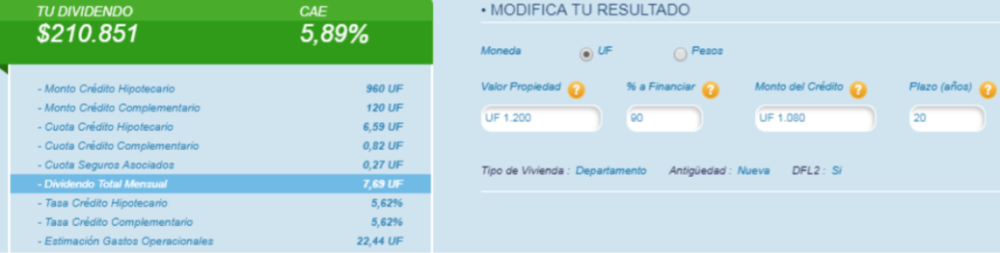 TU DIVIDENDO CAE
$210.851 5,89%
- Monto Crédito Hipotecario 960 UF
- Monto Crédito Complementario 120 UF
- Cuota Crédito Hipotecario 6,59 UF
- Cuota Crédito Complementario 0,82 UF
- Cuota Seguros Asociados 0,27 UF
- Dividendo Total Mensual 7,69 UF
- Tasa Crédito Hipotecario 5,62%
- Tasa Crédito Complementario 5,62%
- Estimación Gastos Operacionales 22,44 UF
• MODIFICA TU RESULTADO
Moneda UF Pesos
Valor Propiedad ? % a Financiar ? Monto del Crédito ? Plazo (años) ?
UF 1.200 90 UF 1.080 20
Tipo de Vivienda : Departamento Antigüedad : Nueva DFL2 : Sí